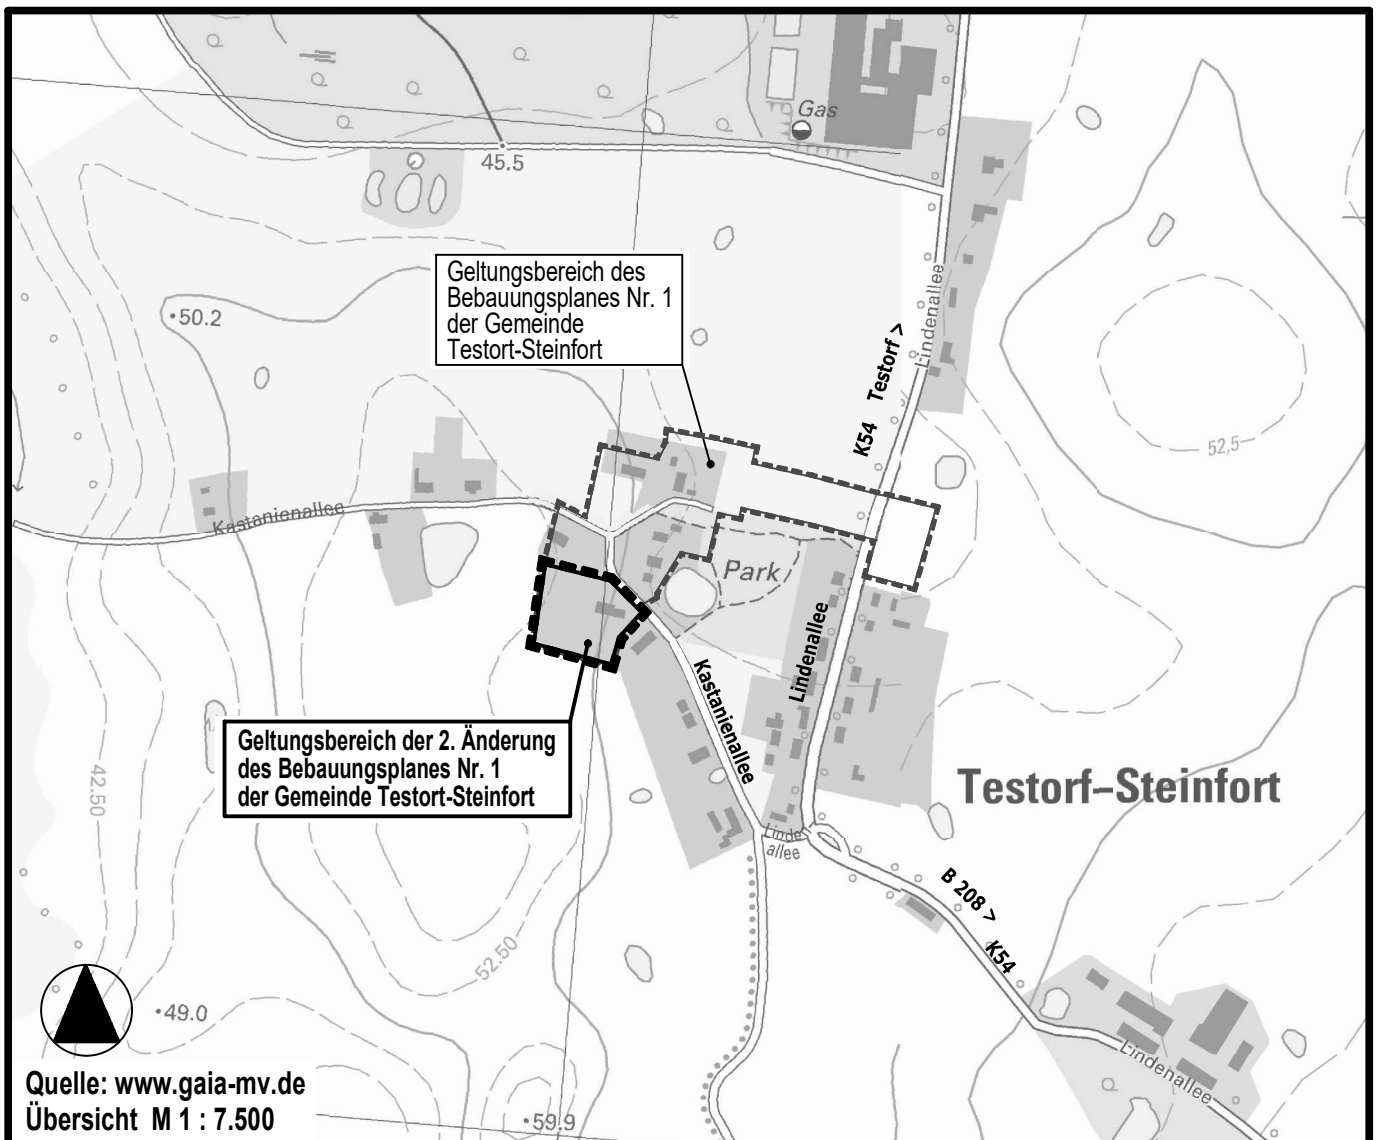 Gas
45.5
Geltungsbereich des
Bebauungsplanes Nr. 1
der Gemeinde
Testort-Steinfort
50.2
Lindenallee
K54 Testorf >
52,5
Kastanienallee
Park
Lindenallee
Kastanienallee
Geltungsbereich der 2. Änderung
des Bebauungsplanes Nr. 1
der Gemeinde Testort-Steinfort
42.50
Testorf-Steinfort
Linde
allee
B 208 >
K54
52.50
49.0
Lindenallee
Quelle: www.gaia-mv.de
Übersicht M 1 : 7.500
59.9